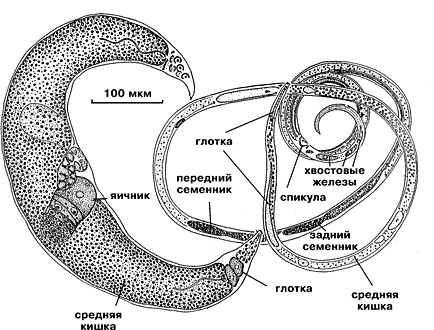 100 мкм
глотка
передний
семенник
хвостовые
железы
спикула
яичник
задний
семенник
глотка
средняя
кишка
средняя
кишка